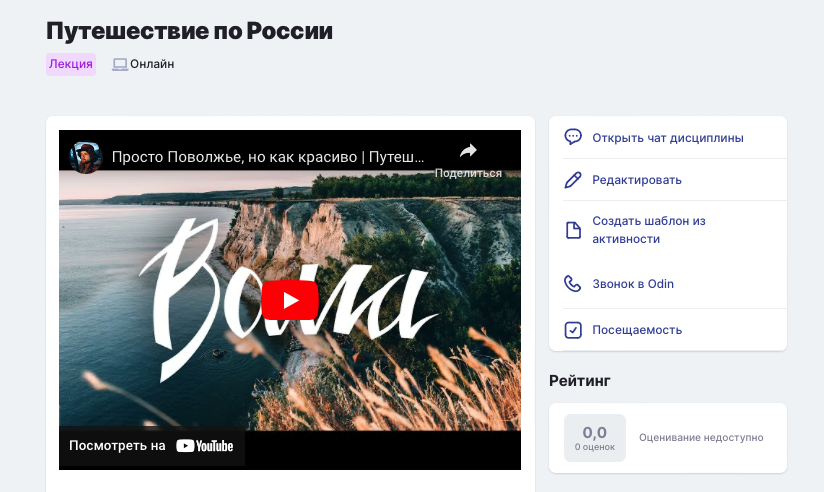 Путешествие по России
Лекция
Онлайн
Просто Поволжье, но как красиво | Путеш...
Поделиться
Волга
Посмотреть на YouTube
Открыть чат дисциплины
Редактировать
Создать шаблон из
активности
Звонок в Odin
Посещаемость
Рейтинг
0,0
0 оценок
Оценивание недоступно